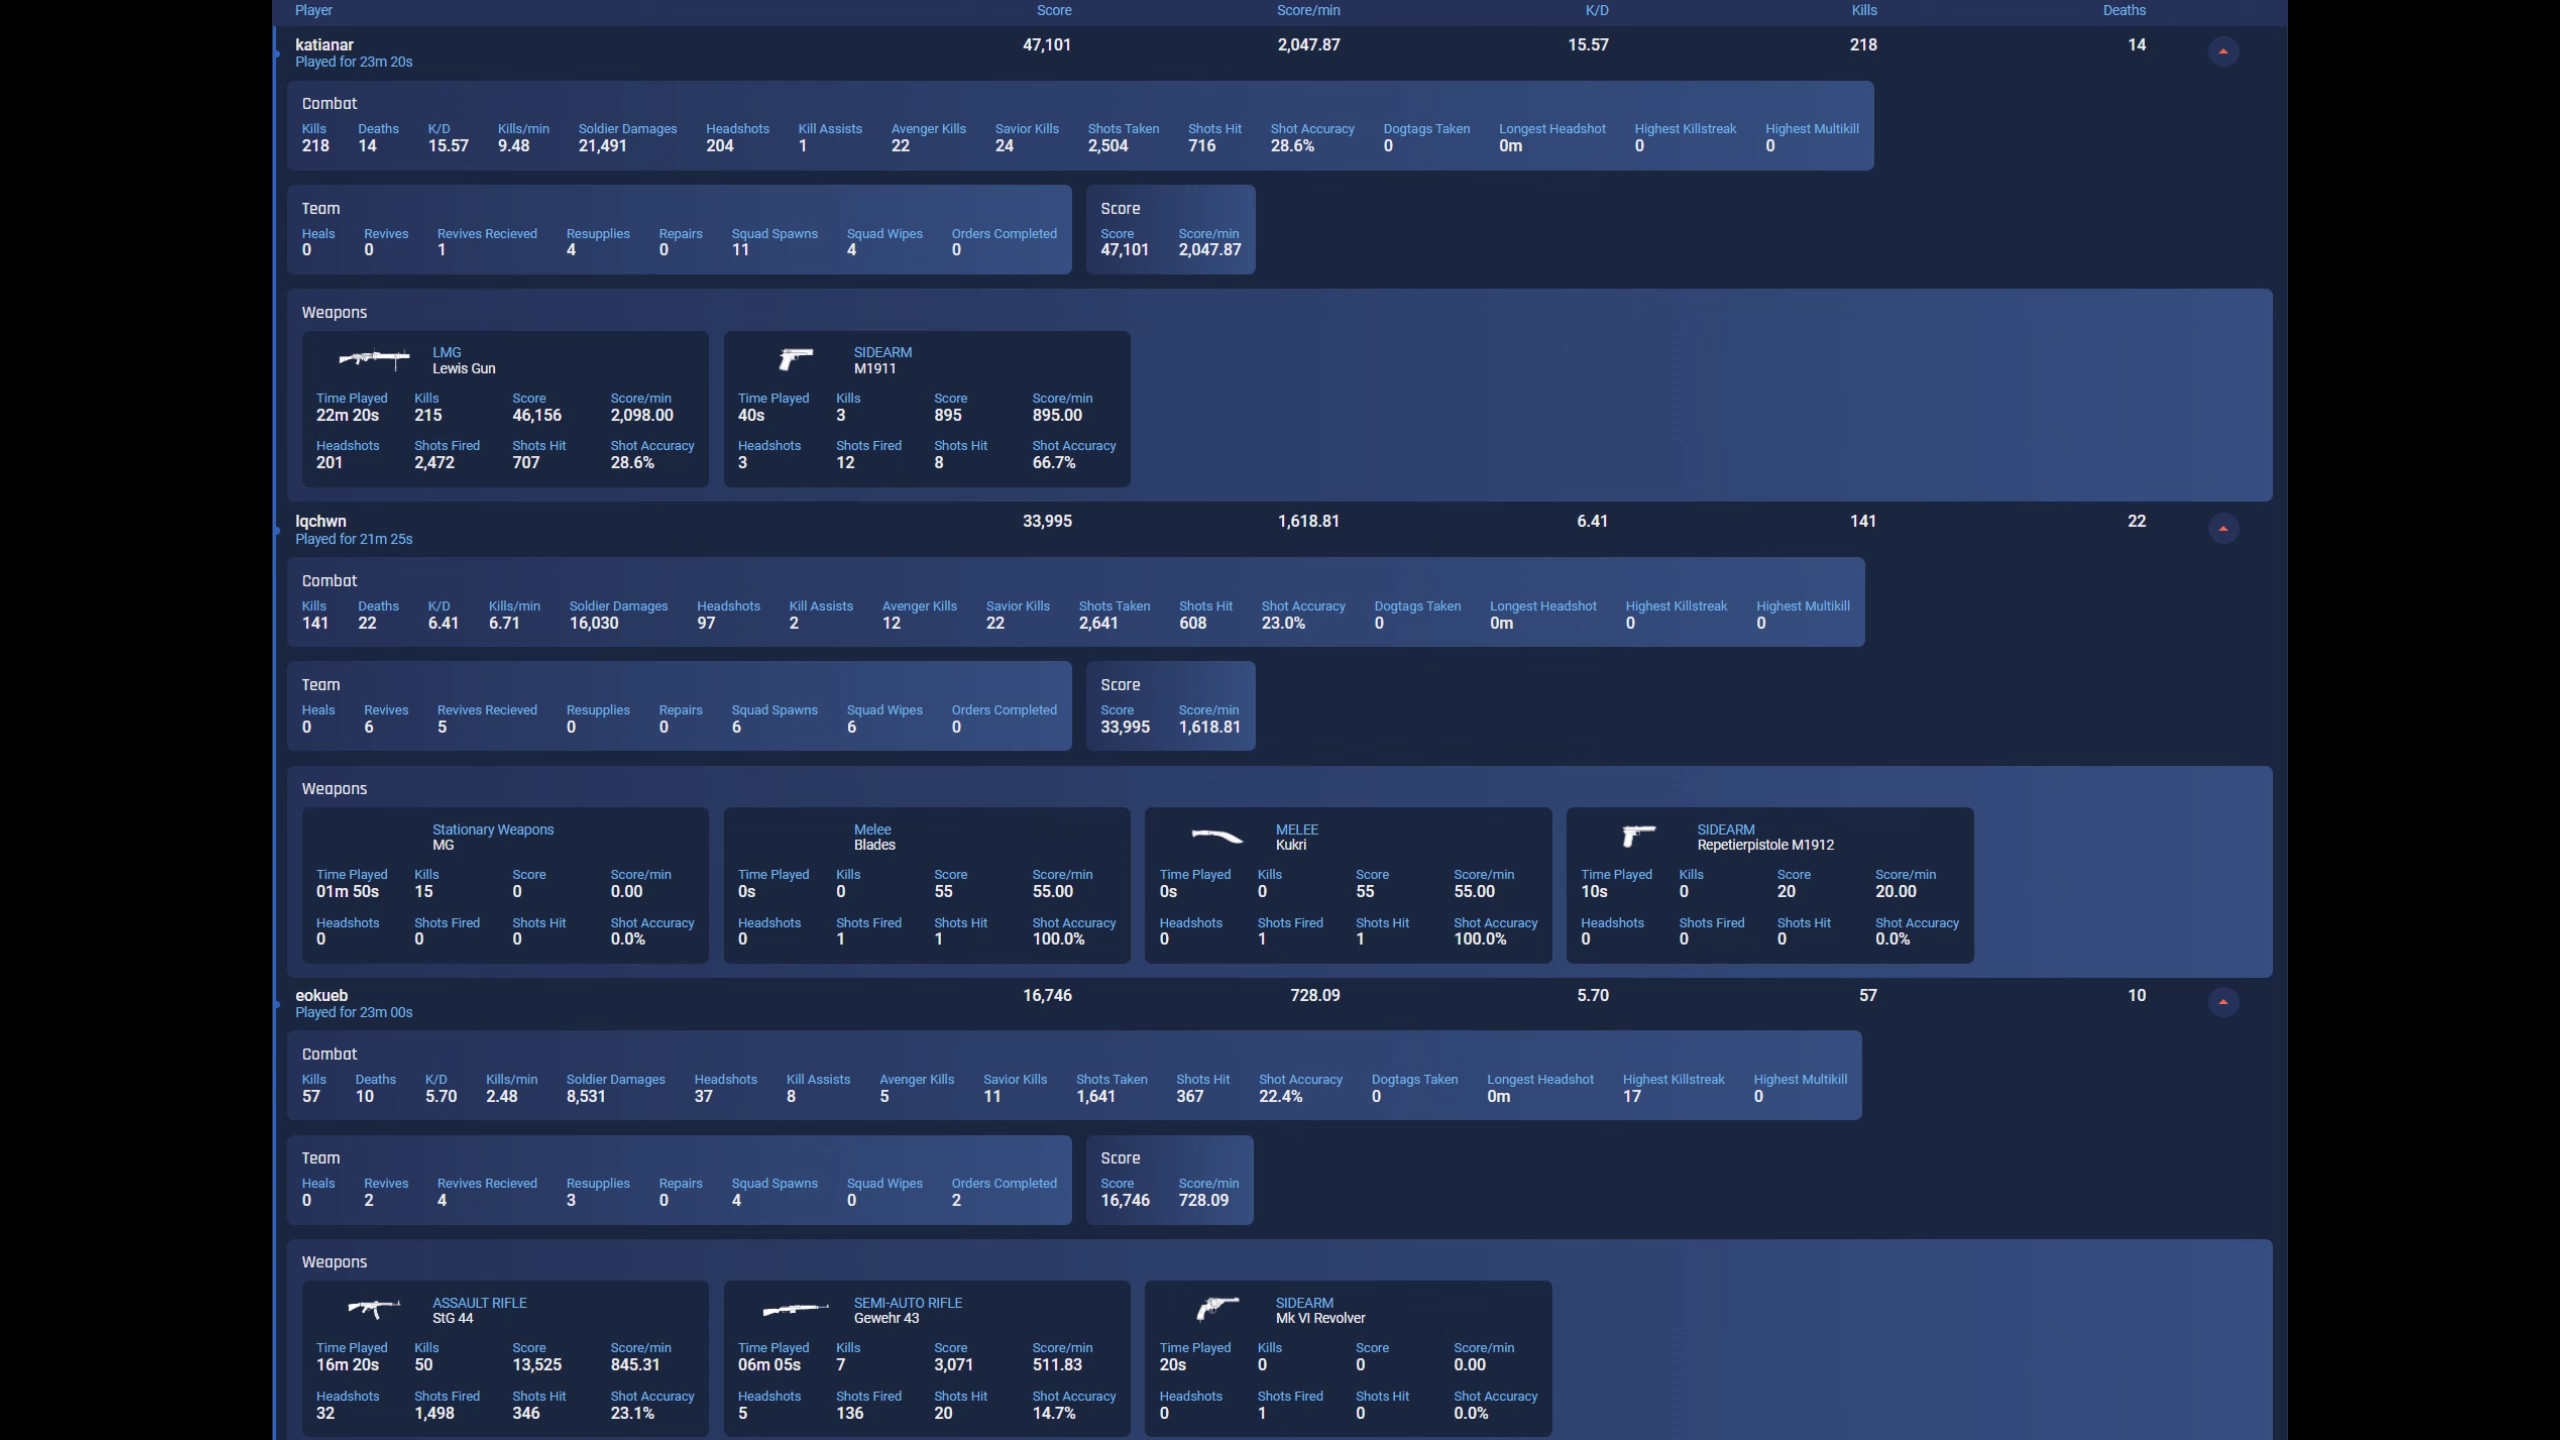 Player Score Score/min K/D Kills Deaths
katianar 47,101 2,047.87 15.57 218 14
Played for 23m 20s
Combat
Kills Deaths K/D Kills/min Soldier Damages Headshots Kill Assists Avenger Kills Savior Kills Shots Taken Shots Hit Shot Accuracy Dogtags Taken Longest Headshot Highest Killstreak Highest Multikill
218 14 15.57 9.48 21,491 204 1 22 24 2,504 716 28.6% 0 0m 0 0
Team Score
Heals Revives Revives Recieved Resupplies Repairs Squad Spawns Squad Wipes Orders Completed Score Score/min
0 0 1 4 0 11 4 0 47,101 2,047.87
Weapons
LMG SIDEARM
Lewis Gun M1911
Time Played Kills Score Score/min Time Played Kills Score Score/min
22m 20s 215 46,156 2,098.00 40s 3 895 895.00
Headshots Shots Fired Shots Hit Shot Accuracy Headshots Shots Fired Shots Hit Shot Accuracy
201 2,472 707 28.6% 3 12 8 66.7%
lqchwn 33,995 1,618.81 6.41 141 22
Played for 21m 25s
Combat
Kills Deaths K/D Kills/min Soldier Damages Headshots Kill Assists Avenger Kills Savior Kills Shots Taken Shots Hit Shot Accuracy Dogtags Taken Longest Headshot Highest Killstreak Highest Multikill
141 22 6.41 6.71 16,030 97 2 12 22 2,641 608 23.0% 0 0m 0 0
Team Score
Heals Revives Revives Recieved Resupplies Repairs Squad Spawns Squad Wipes Orders Completed Score Score/min
0 6 5 0 0 6 6 0 33,995 1,618.81
Weapons
Stationary Weapons Melee MELEE SIDEARM
MG Blades Kukri Repetierpistole M1912
Time Played Kills Score Score/min Time Played Kills Score Score/min Time Played Kills Score Score/min Time Played Kills Score Score/min
01m 50s 15 0 0.00 0s 0 55 55.00 0s 0 55 55.00 10s 0 20 20.00
Headshots Shots Fired Shots Hit Shot Accuracy Headshots Shots Fired Shots Hit Shot Accuracy Headshots Shots Fired Shots Hit Shot Accuracy Headshots Shots Fired Shots Hit Shot Accuracy
0 0 0 0.0% 0 1 1 100.0% 0 1 1 100.0% 0 0 0 0.0%
eokueb 16,746 728.09 5.70 57 10
Played for 23m 00s
Combat
Kills Deaths K/D Kills/min Soldier Damages Headshots Kill Assists Avenger Kills Savior Kills Shots Taken Shots Hit Shot Accuracy Dogtags Taken Longest Headshot Highest Killstreak Highest Multikill
57 10 5.70 2.48 8,531 37 8 5 11 1,641 367 22.4% 0 0m 17 0
Team Score
Heals Revives Revives Recieved Resupplies Repairs Squad Spawns Squad Wipes Orders Completed Score Score/min
0 2 4 3 0 4 0 2 16,746 728.09
Weapons
ASSAULT RIFLE SEMI-AUTO RIFLE SIDEARM
StG 44 Gewehr 43 Mk VI Revolver
Time Played Kills Score Score/min Time Played Kills Score Score/min Time Played Kills Score Score/min
16m 20s 50 13,525 845.31 06m 05s 7 3,071 511.83 20s 0 0 0.00
Headshots Shots Fired Shots Hit Shot Accuracy Headshots Shots Fired Shots Hit Shot Accuracy Headshots Shots Fired Shots Hit Shot Accuracy
32 1,498 346 23.1% 5 136 20 14.7% 0 1 0 0.0%